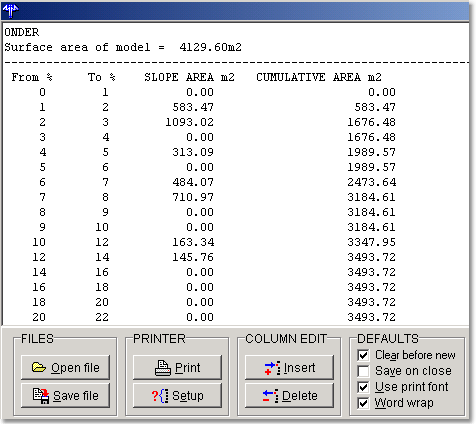 ONDER
Surface area of model =  4129.60m2
From %  To %  SLOPE AREA m2  CUMULATIVE AREA m2
0  1  0.00  0.00
1  2  583.47  583.47
2  3  1093.02  1676.48
3  4  0.00  1676.48
4  5  313.09  1989.57
5  6  0.00  1989.57
6  7  484.07  2473.64
7  8  710.97  3184.61
8  9  0.00  3184.61
9  10  0.00  3184.61
10  12  163.34  3347.95
12  14  145.76  3493.72
14  16  0.00  3493.72
16  18  0.00  3493.72
18  20  0.00  3493.72
20  22  0.00  3493.72
FILES  PRINTER  COLUMN EDIT  DEFAULTS
Open file  Print  Insert  Clear before new
Save on close
Save file  Setup  Delete  Use print font
Word wrap